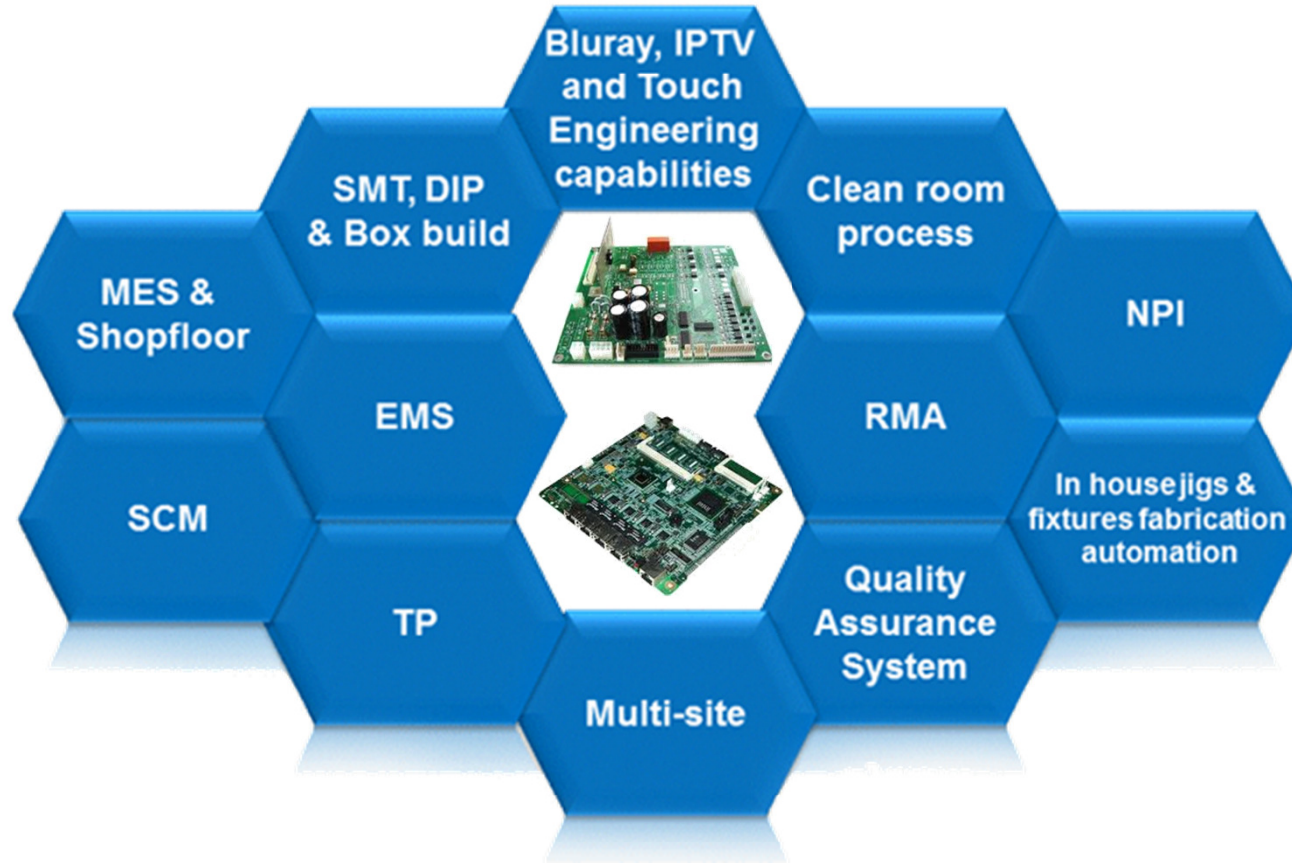 Bluray, IPTV
and Touch
Engineering
capabilities
SMT, DIP
& Box build
Clean room
process
MES &
Shopfloor
NPI
EMS
RMA
SCM
In house jigs &
fixtures fabrication
automation
TP
Quality
Assurance
System
Multi-site